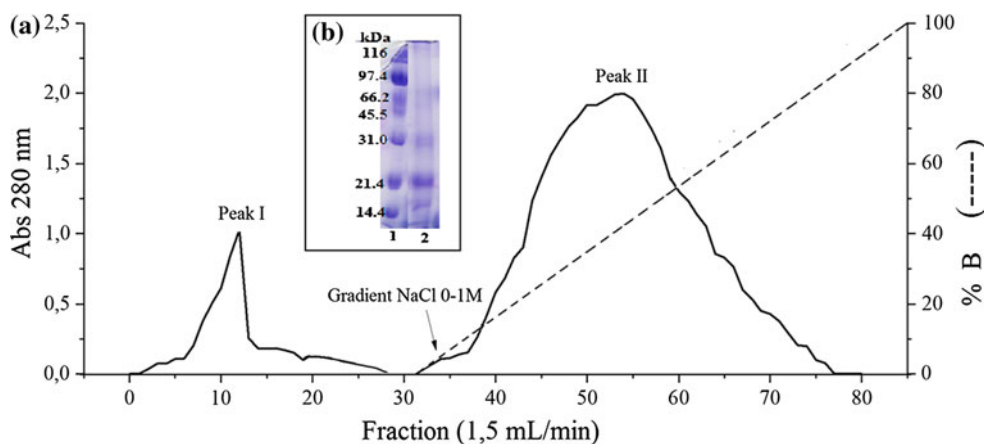 (a)
2,5
2,0
1,5
1,0
0,5
0,0
Abs 280 nm
Peak I
(b)
kDa
116
97.4
66.2
45.5
31.0
21.4
14.4
1 2
Gradient NaCl 0-1M
Peak II
100
80
60
40
20
0
% B (------)
0 10 20 30 40 50 60 70 80
Fraction (1,5 mL/min)